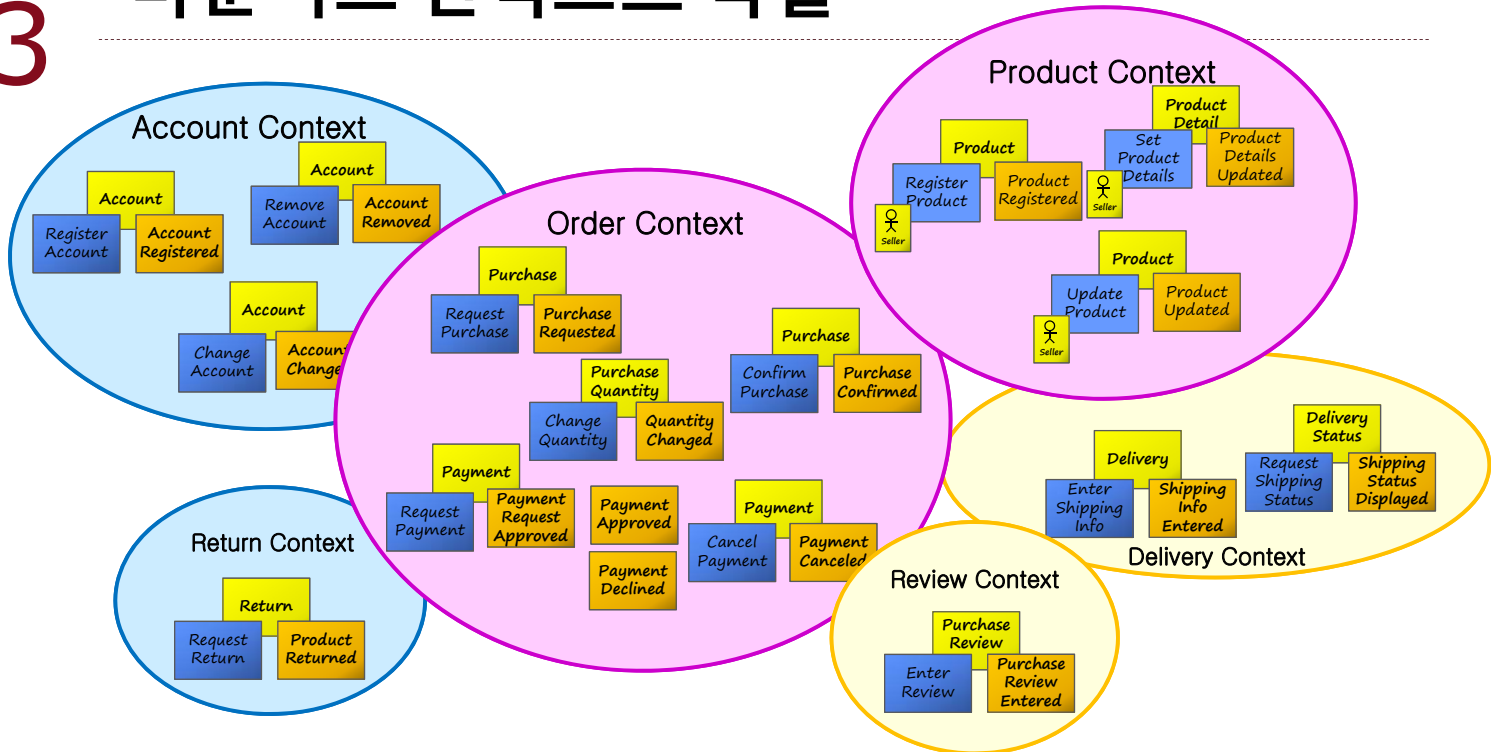 3
Account Context
Account
Register
Account
Account
Registered
Account
Remove
Account
Account
Removed
Account
Change
Account
Order Context
Purchase
Request
Purchase
Purchase
Requested
Purchase
Quantity
Change
Quantity
Quantity
Changed
Purchase
Confirm
Purchase
Purchase
Confirmed
Payment
Request
Payment
Payment
Request
Approved
Payment
Approved
Payment
Declined
Payment
Cancel
Payment
Payment
Canceled
Product Context
Product
Register
Product
Product
Registered
Seller
Product
Detail
Set
Product
Details
Product
Details
Updated
Seller
Product
Update
Product
Product
Updated
Seller
Return Context
Return
Request
Return
Product
Returned
Delivery
Enter
Shipping
Info
Shipping
Info
Entered
Delivery
Status
Request
Shipping
Status
Shipping
Status
Displayed
Delivery Context
Review Context
Purchase
Review
Enter
Review
Purchase
Review
Entered